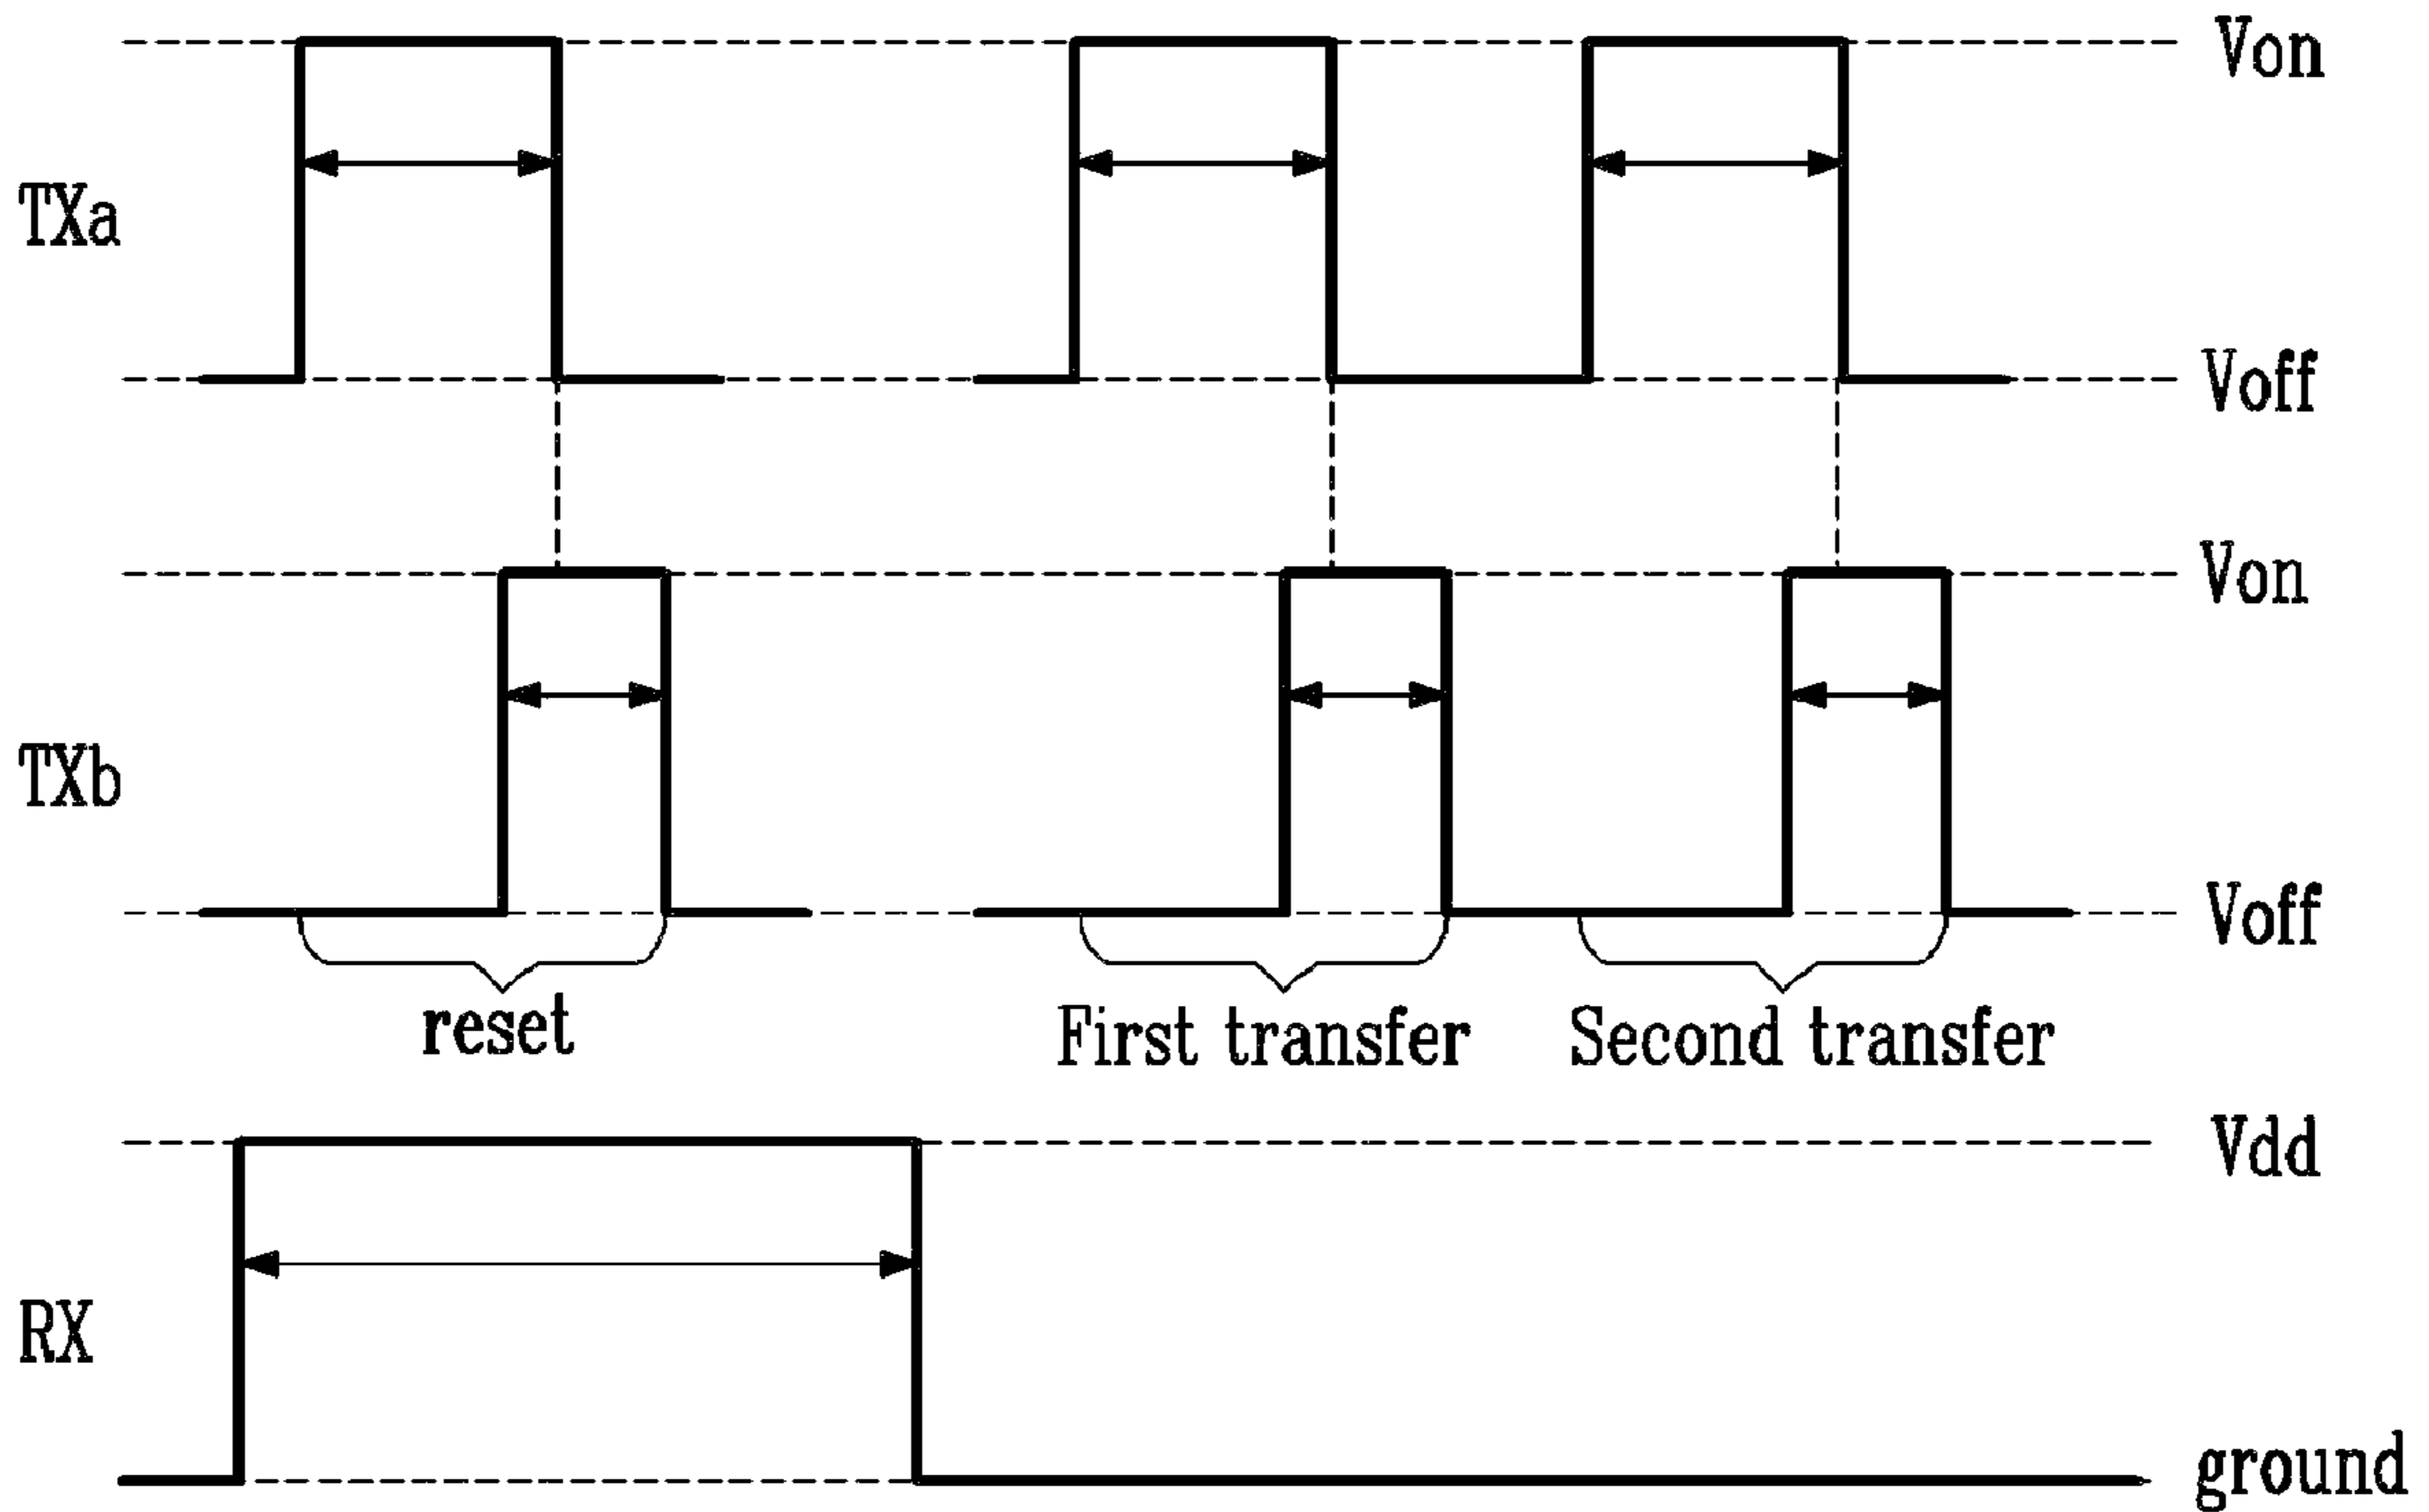 Von
TXa
Voff
Von
TXb
Voff
reset
First transfer
Second transfer
Vdd
RX
ground